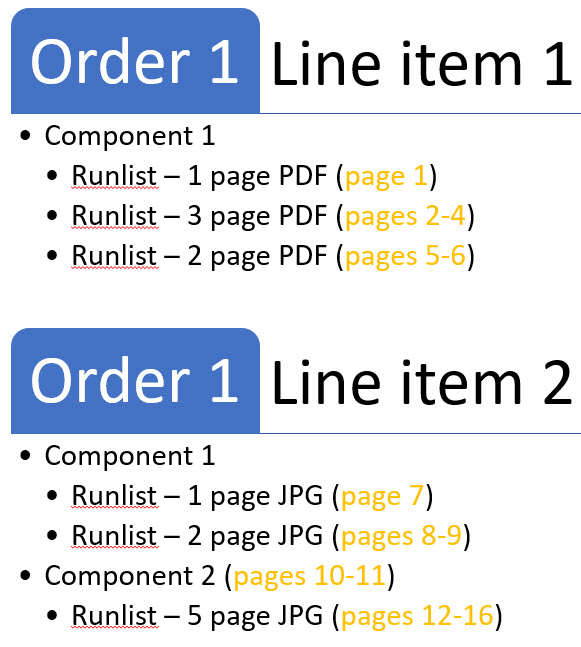 Order 1 Line item 1
• Component 1
• Runlist – 1 page PDF (page 1)
• Runlist – 3 page PDF (pages 2-4)
• Runlist – 2 page PDF (pages 5-6)
Order 1 Line item 2
• Component 1
• Runlist – 1 page JPG (page 7)
• Runlist – 2 page JPG (pages 8-9)
• Component 2 (pages 10-11)
• Runlist – 5 page JPG (pages 12-16)